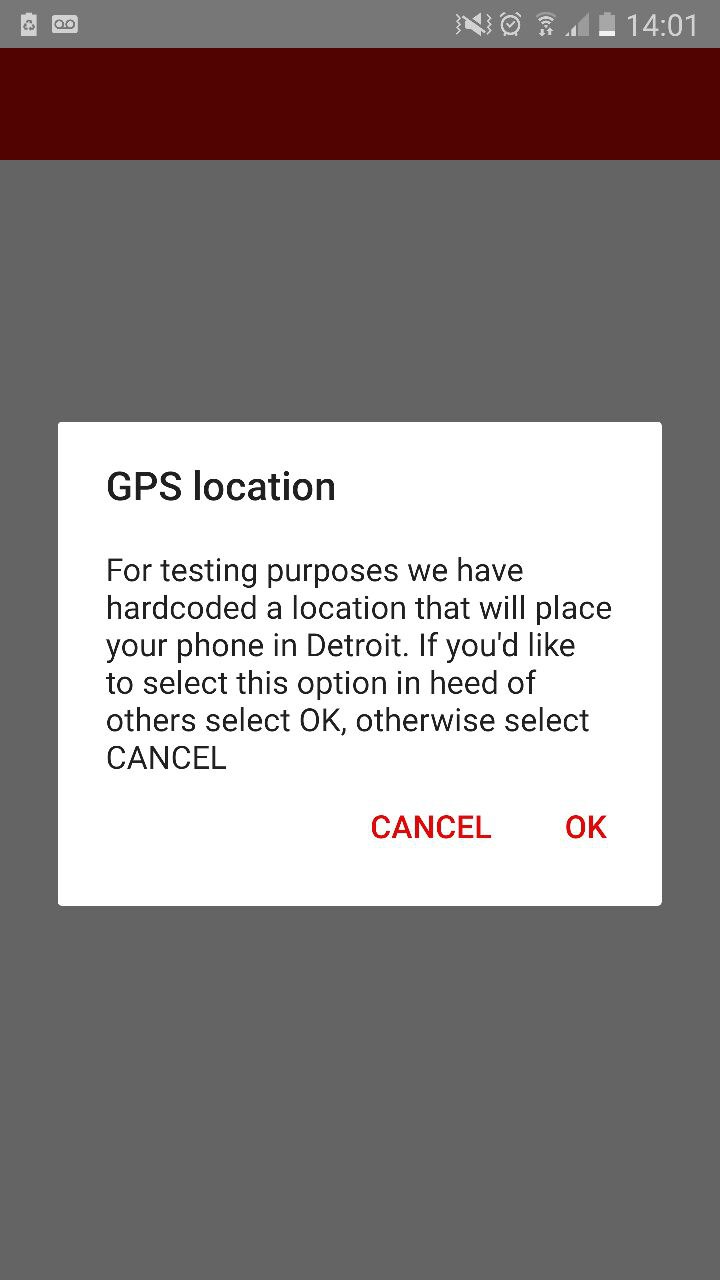 14:01
GPS location
For testing purposes we have
hardcoded a location that will place
your phone in Detroit. If you'd like
to select this option in heed of
others select OK, otherwise select
CANCEL
CANCEL OK